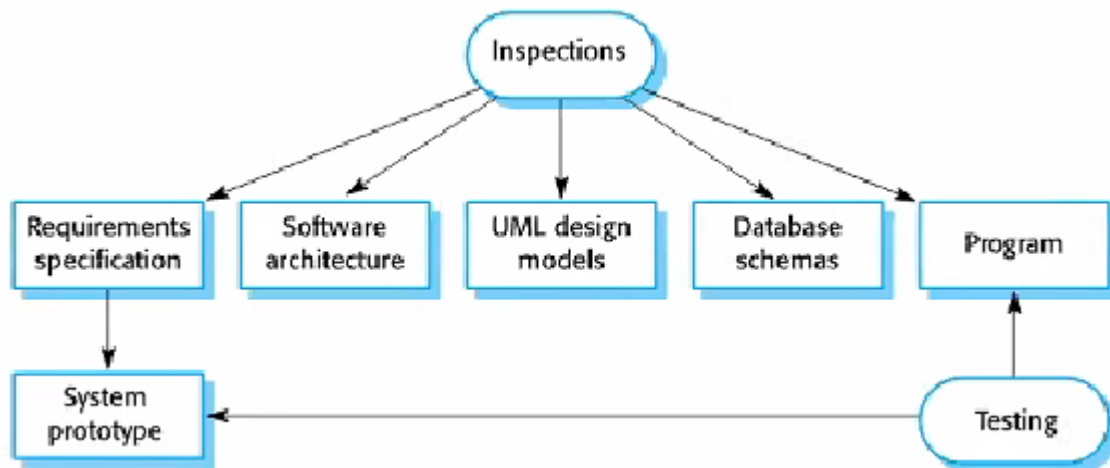 Inspections
Requirements
specification
Software
architecture
UML design
models
Database
schemas
Program
System
prototype
Testing